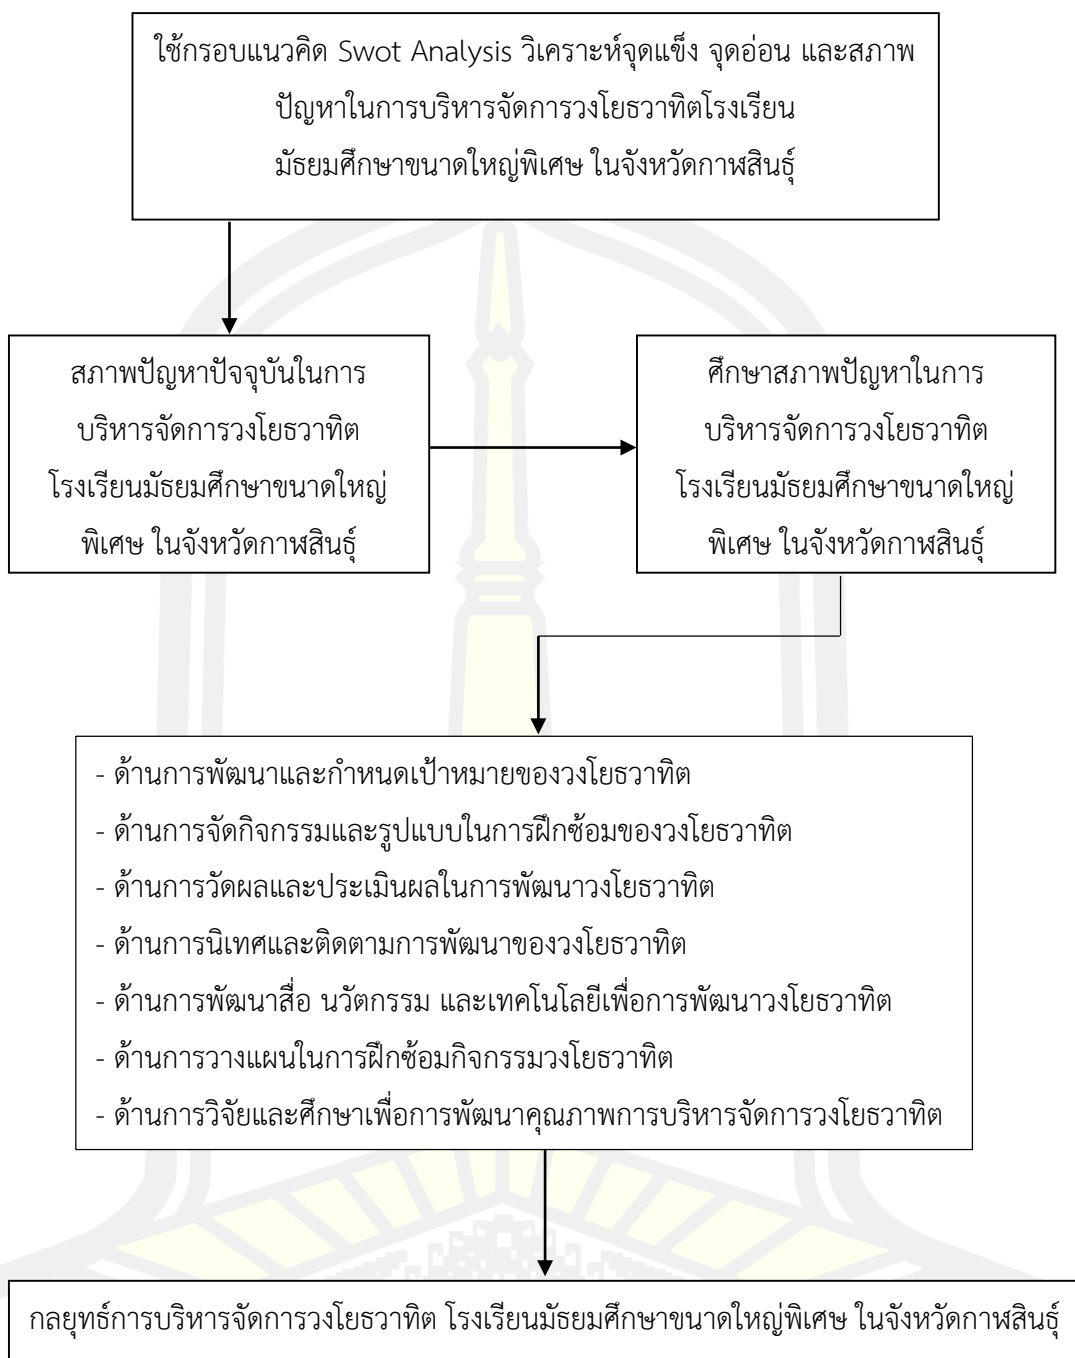 ใช้กรอบแนวคิด Swot Analysis วิเคราะห์จุดแข็ง จุดอ่อน และสภาพ
ปัญหาในการบริหารจัดการวงโยธวาทิตโรงเรียน
มัธยมศึกษาขนาดใหญ่พิเศษ ในจังหวัดกาฬสินธุ์
สภาพปัญหาปัจจุบันในการ
บริหารจัดการวงโยธวาทิต
โรงเรียนมัธยมศึกษาขนาดใหญ่
พิเศษ ในจังหวัดกาฬสินธุ์
ศึกษาสภาพปัญหาในการ
บริหารจัดการวงโยธวาทิต
โรงเรียนมัธยมศึกษาขนาดใหญ่
พิเศษ ในจังหวัดกาฬสินธุ์
- ด้านการพัฒนาและกำหนดเป้าหมายของวงโยธวาทิต
- ด้านการจัดกิจกรรมและรูปแบบในการฝึกซ้อมของวงโยธวาทิต
- ด้านการวัดผลและประเมินผลในการพัฒนาวงโยธวาทิต
- ด้านการนิเทศและติดตามการพัฒนาของวงโยธวาทิต
- ด้านการพัฒนาสื่อ นวัตกรรม และเทคโนโลยีเพื่อการพัฒนาวงโยธวาทิต
- ด้านการวางแผนในการฝึกซ้อมกิจกรรมวงโยธวาทิต
- ด้านการวิจัยและศึกษาเพื่อการพัฒนาคุณภาพการบริหารจัดการวงโยธวาทิต
กลยุทธ์การบริหารจัดการวงโยธวาทิต โรงเรียนมัธยมศึกษาขนาดใหญ่พิเศษ ในจังหวัดกาฬสินธุ์